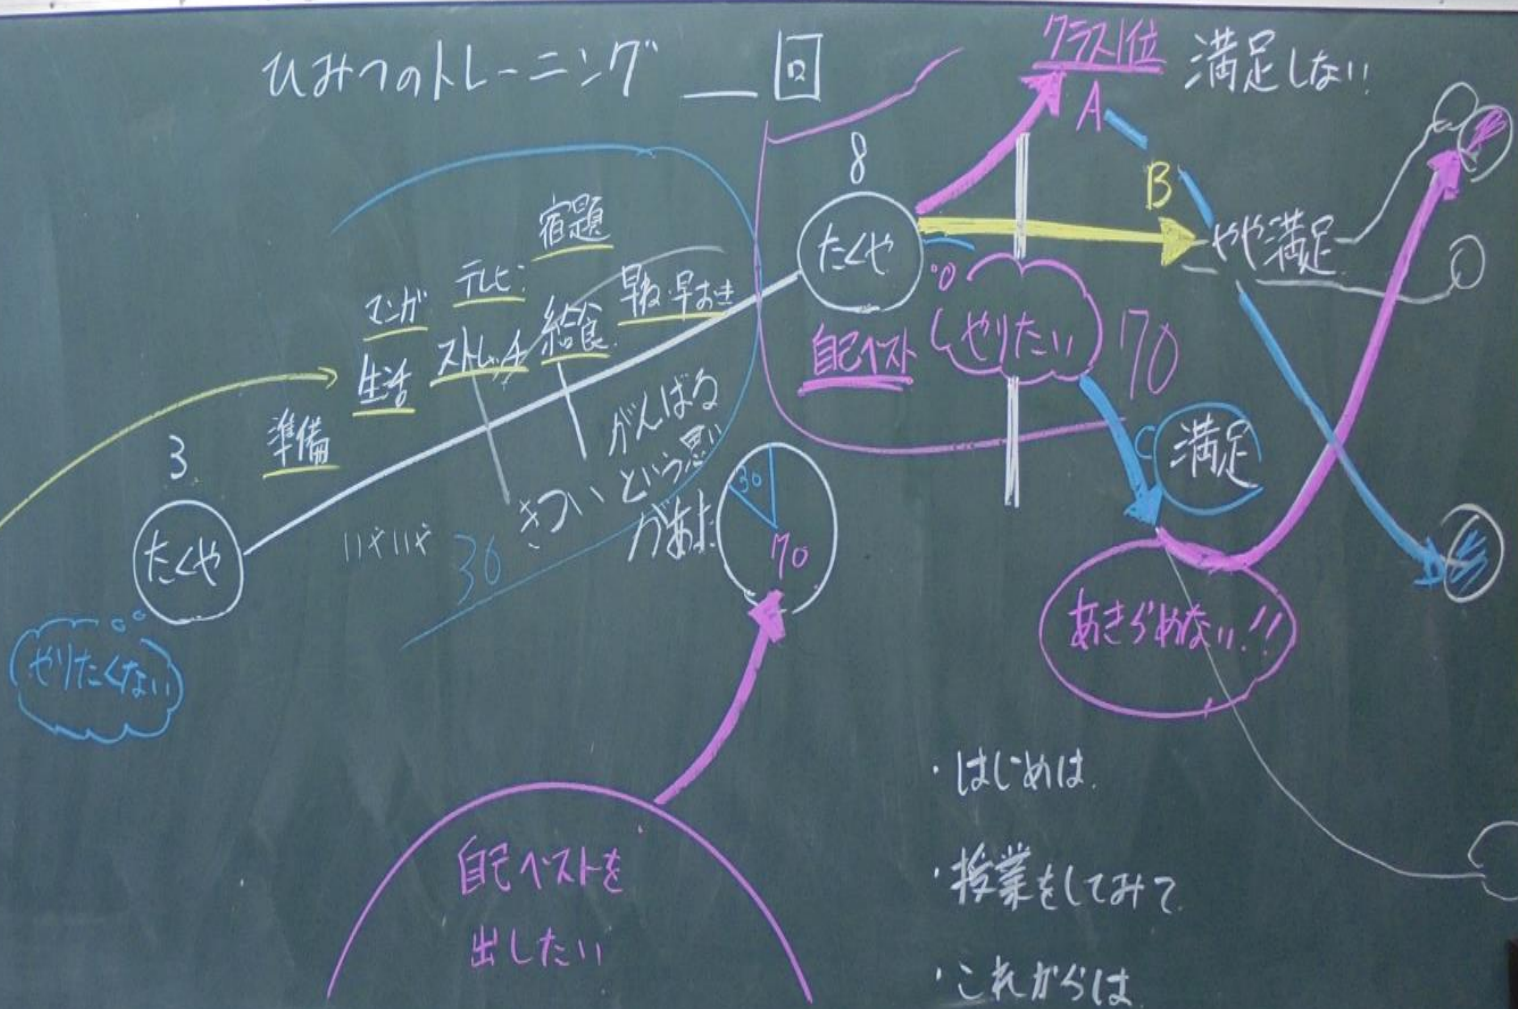 ひみつのトレーニング ＿回
クラス1位
満足しない
A
B
やや満足
8
たくや
自己ベスト
やりたい
70
C
満足
あきらめない!!
D
宿題
テレビ
マンガ
早ね・早おき
給食
ストレッチ
生活
準備
3
たくや
やりたくない
いやいや
30
きつい
がんばる
という思い
があった
30
70
自己ベストを
出したい
・はじめは
・授業をしてみて
・これからは